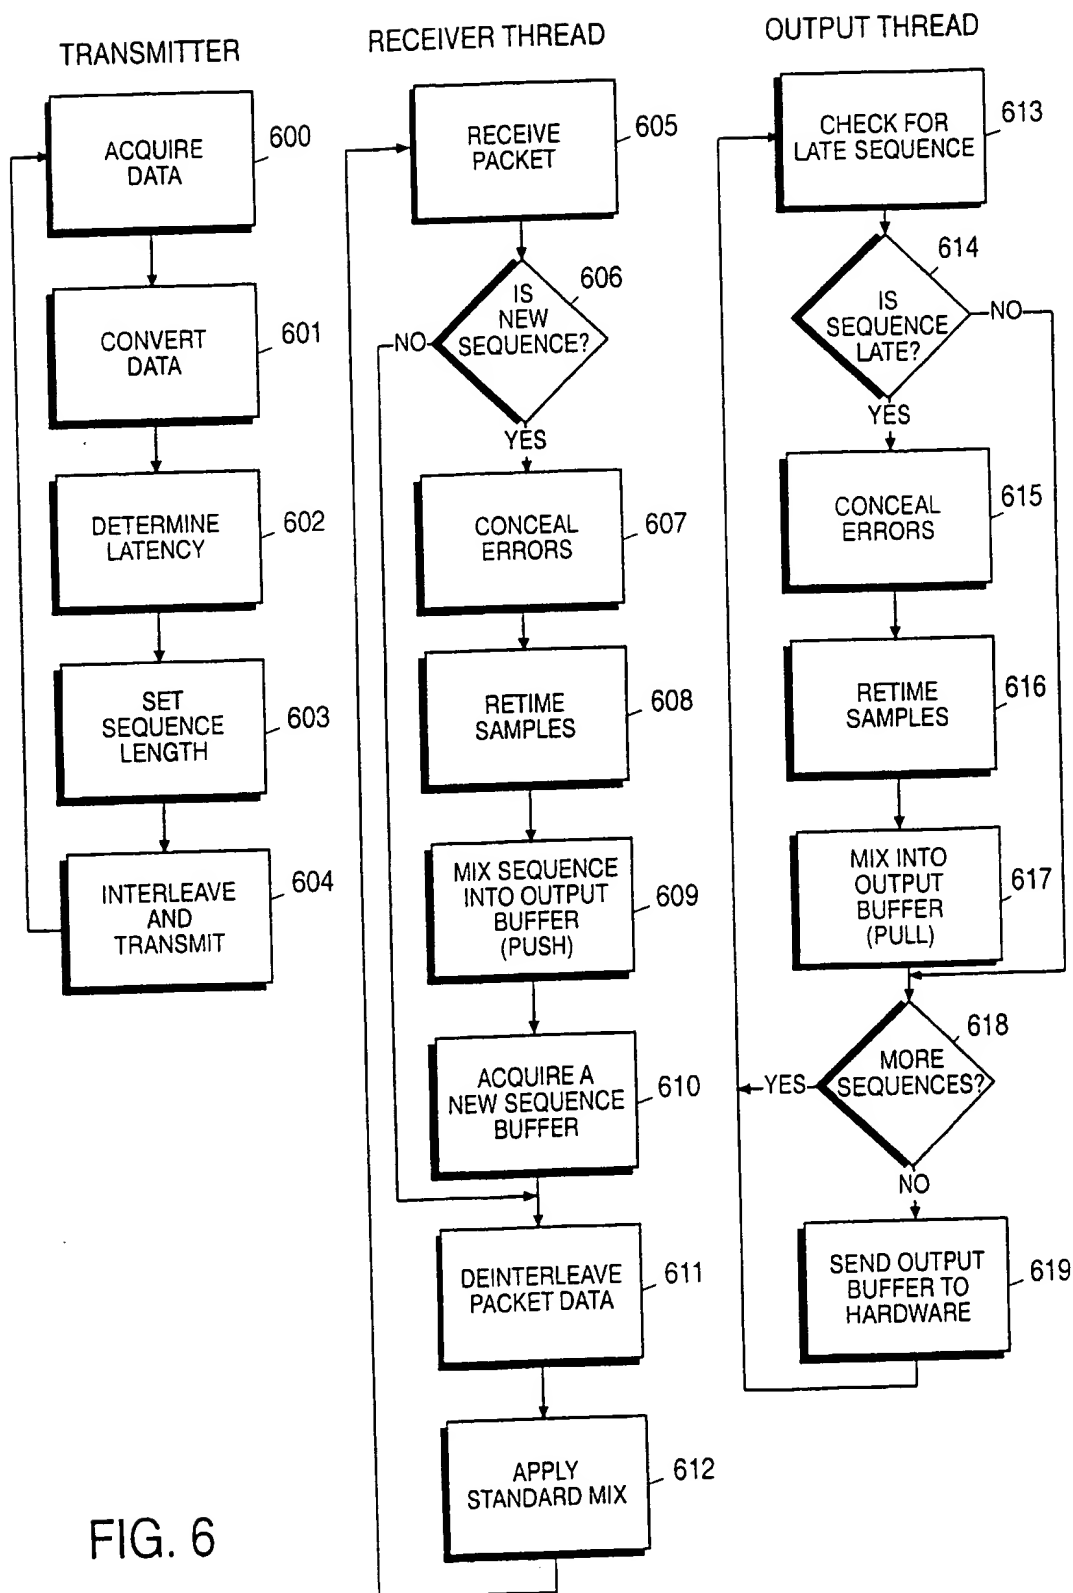 TRANSMITTER
ACQUIRE
DATA
600
CONVERT
DATA
601
DETERMINE
LATENCY
602
SET
SEQUENCE
LENGTH
603
INTERLEAVE
AND
TRANSMIT
604
RECEIVER THREAD
RECEIVE
PACKET
605
IS
NEW
SEQUENCE?
606
NO
YES
CONCEAL
ERRORS
607
RETIME
SAMPLES
608
MIX SEQUENCE
INTO OUTPUT
BUFFER
(PUSH)
609
ACQUIRE A
NEW SEQUENCE
BUFFER
610
DEINTERLEAVE
PACKET DATA
611
APPLY
STANDARD MIX
612
OUTPUT THREAD
CHECK FOR
LATE SEQUENCE
613
IS
SEQUENCE
LATE?
614
NO
YES
CONCEAL
ERRORS
615
RETIME
SAMPLES
616
MIX INTO
OUTPUT
BUFFER
(PULL)
617
MORE
SEQUENCES?
618
YES
NO
SEND OUTPUT
BUFFER TO
HARDWARE
619
FIG. 6